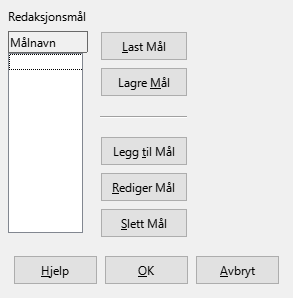 Redaksjonsmål
Målnavn
Last Mål
Lagre Mål
Legg til Mål
Rediger Mål
Slett Mål
Hjelp
OK
Avbryt